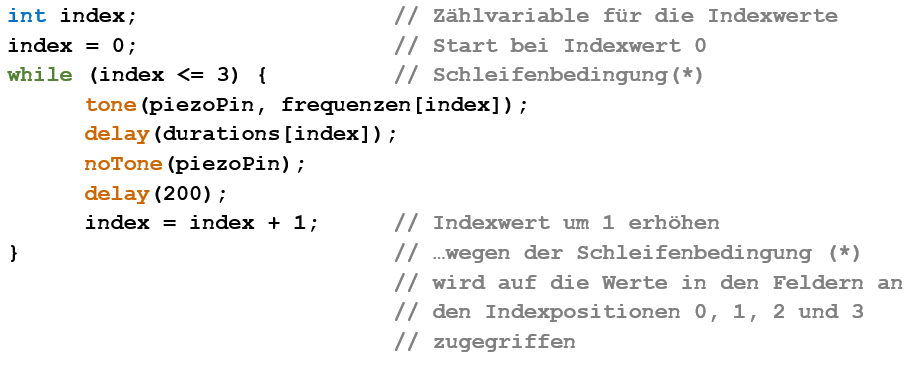 int index;                    // Zählvariable für die Indexwerte
index = 0;                    // Start bei Indexwert 0
while (index <= 3) {          // Schleifenbedingung(*)
      tone(piezoPin, frequenzen[index]);
      delay(durations[index]);
      noTone(piezoPin);
      delay(200);
      index = index + 1;      // Indexwert um 1 erhöhen
}                             // …wegen der Schleifenbedingung (*)
                              // wird auf die Werte in den Feldern an
                              // den Indexpositionen 0, 1, 2 und 3
                              // zugegriffen